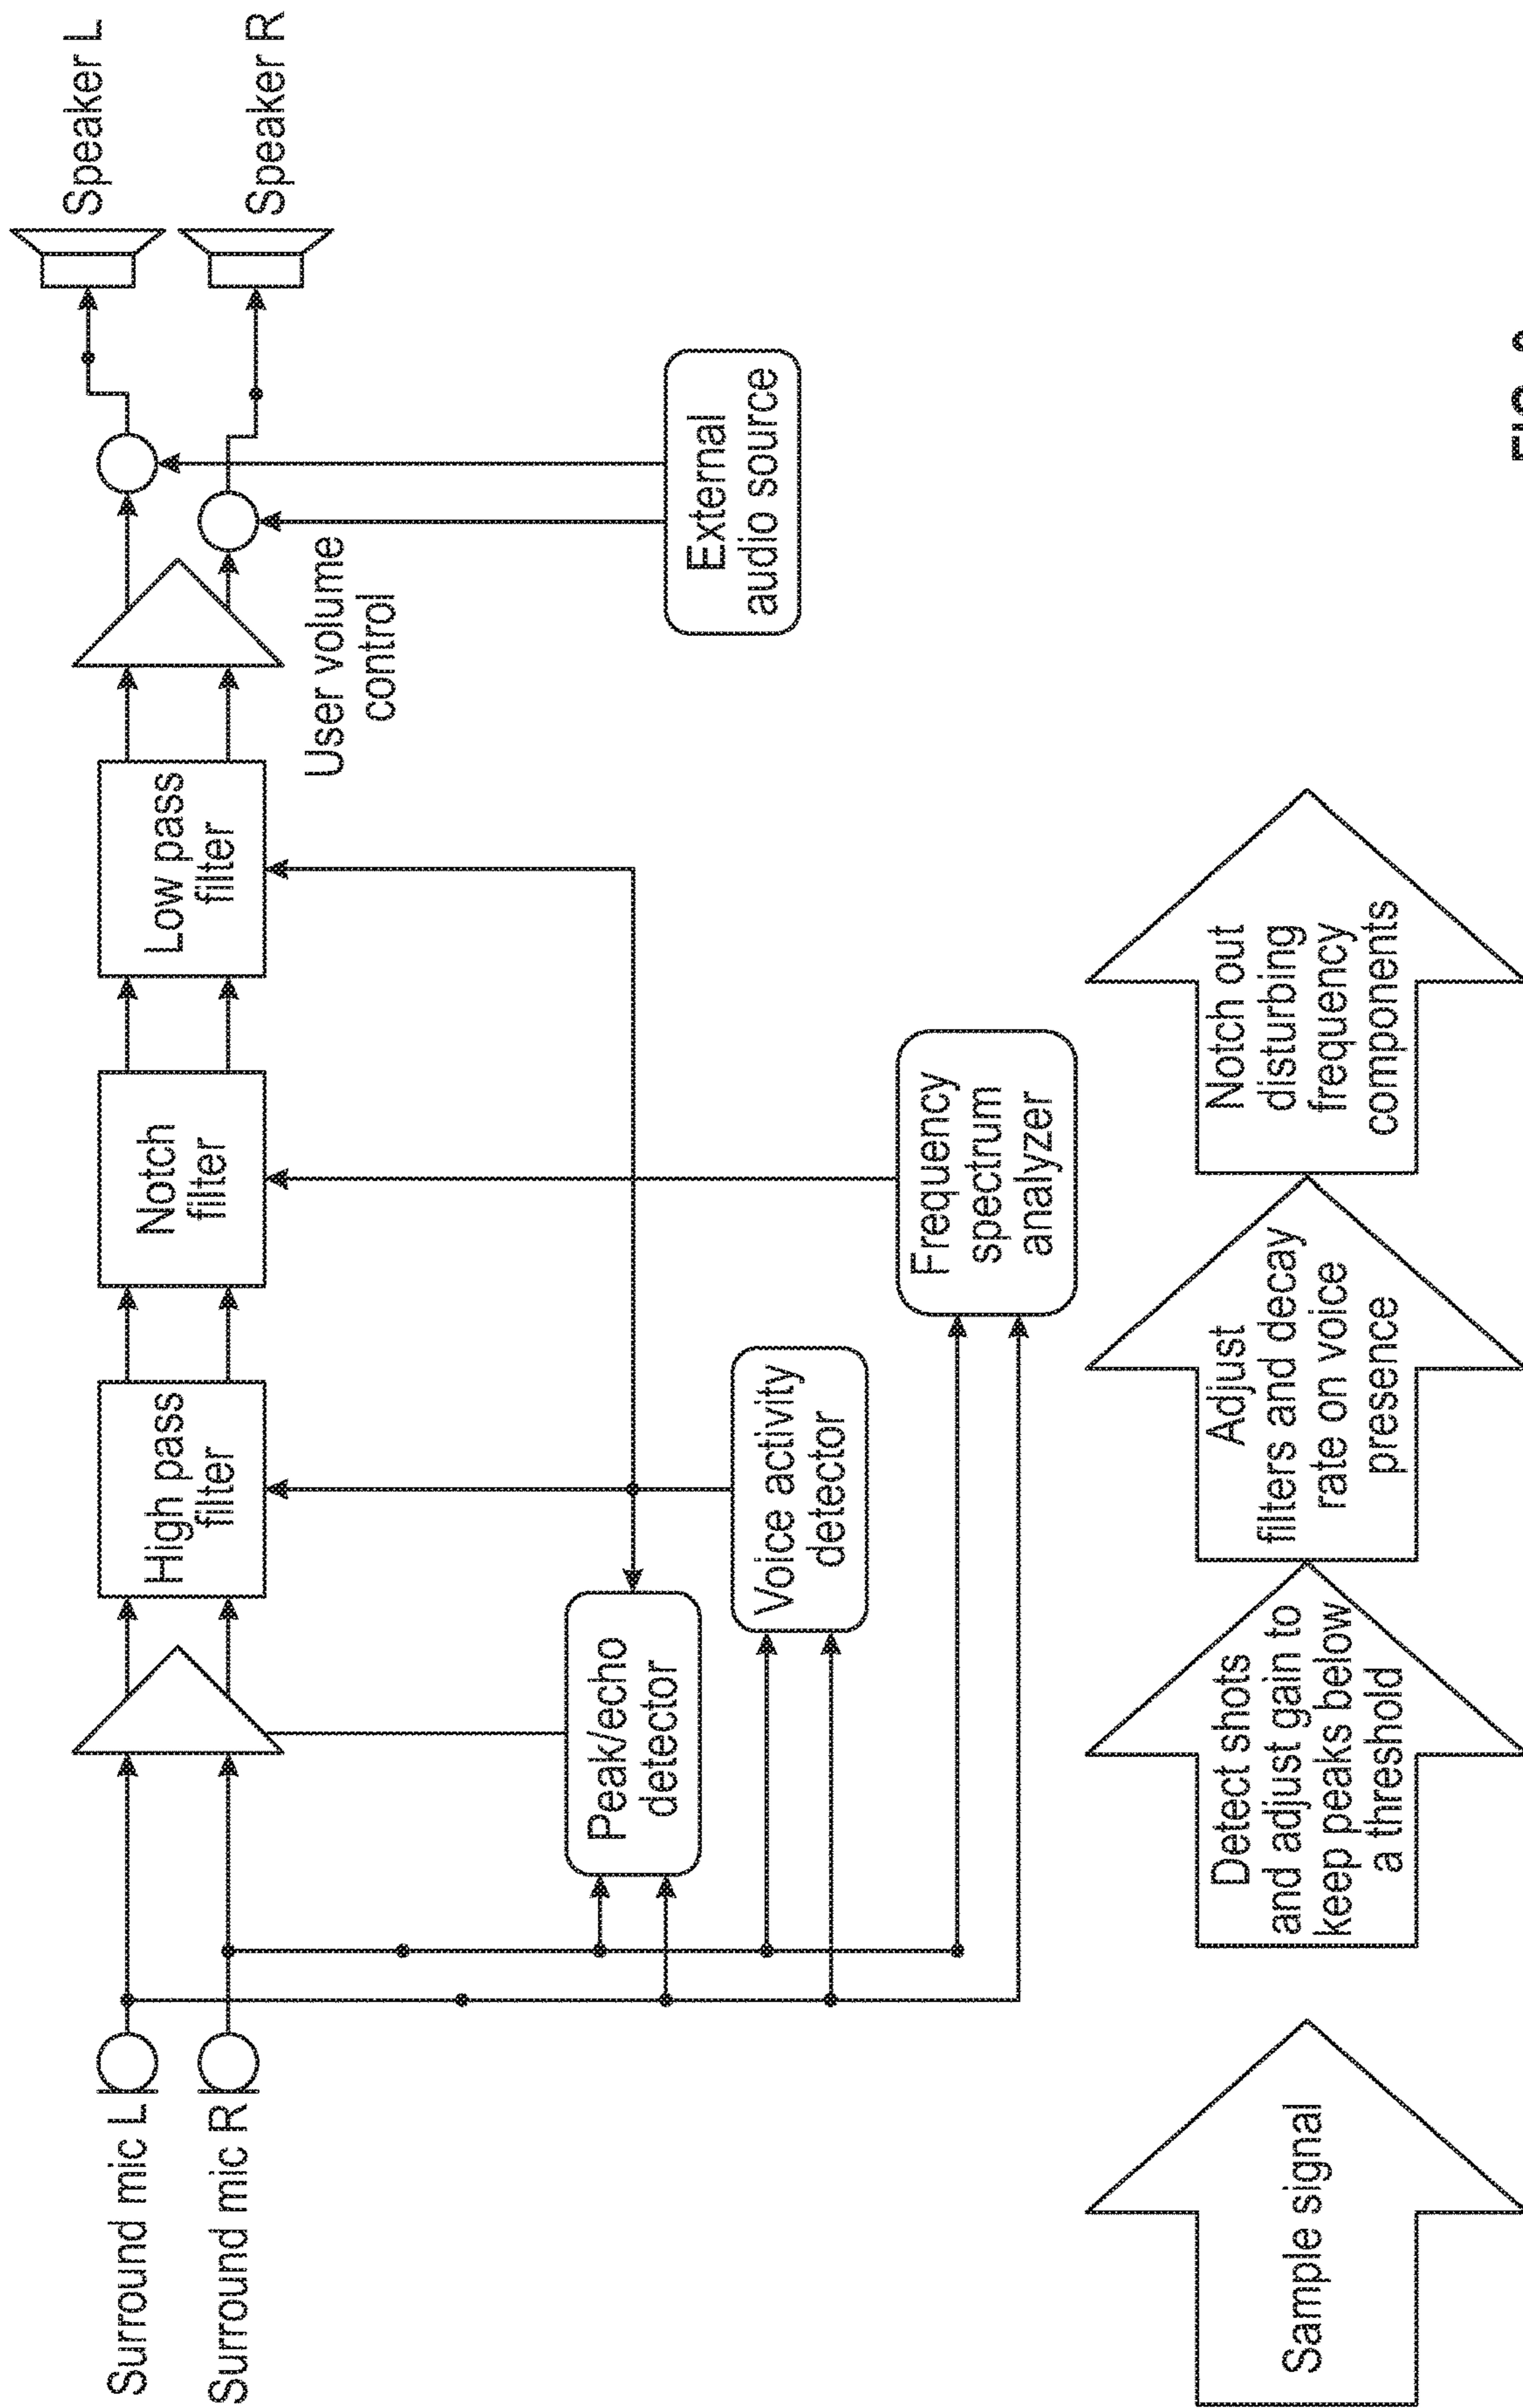 Surround mic L
Surround mic R
High pass
filter
Notch
filter
Low pass
filter
User volume
control
Speaker L
Speaker R
Peak/echo
detector
Voice activity
detector
Frequency
spectrum
analyzer
External
audio source
Sample signal
Detect shots
and adjust gain to
keep peaks below
a threshold
Adjust
filters and decay
rate on voice
presence
Notch out
disturbing
frequency
components